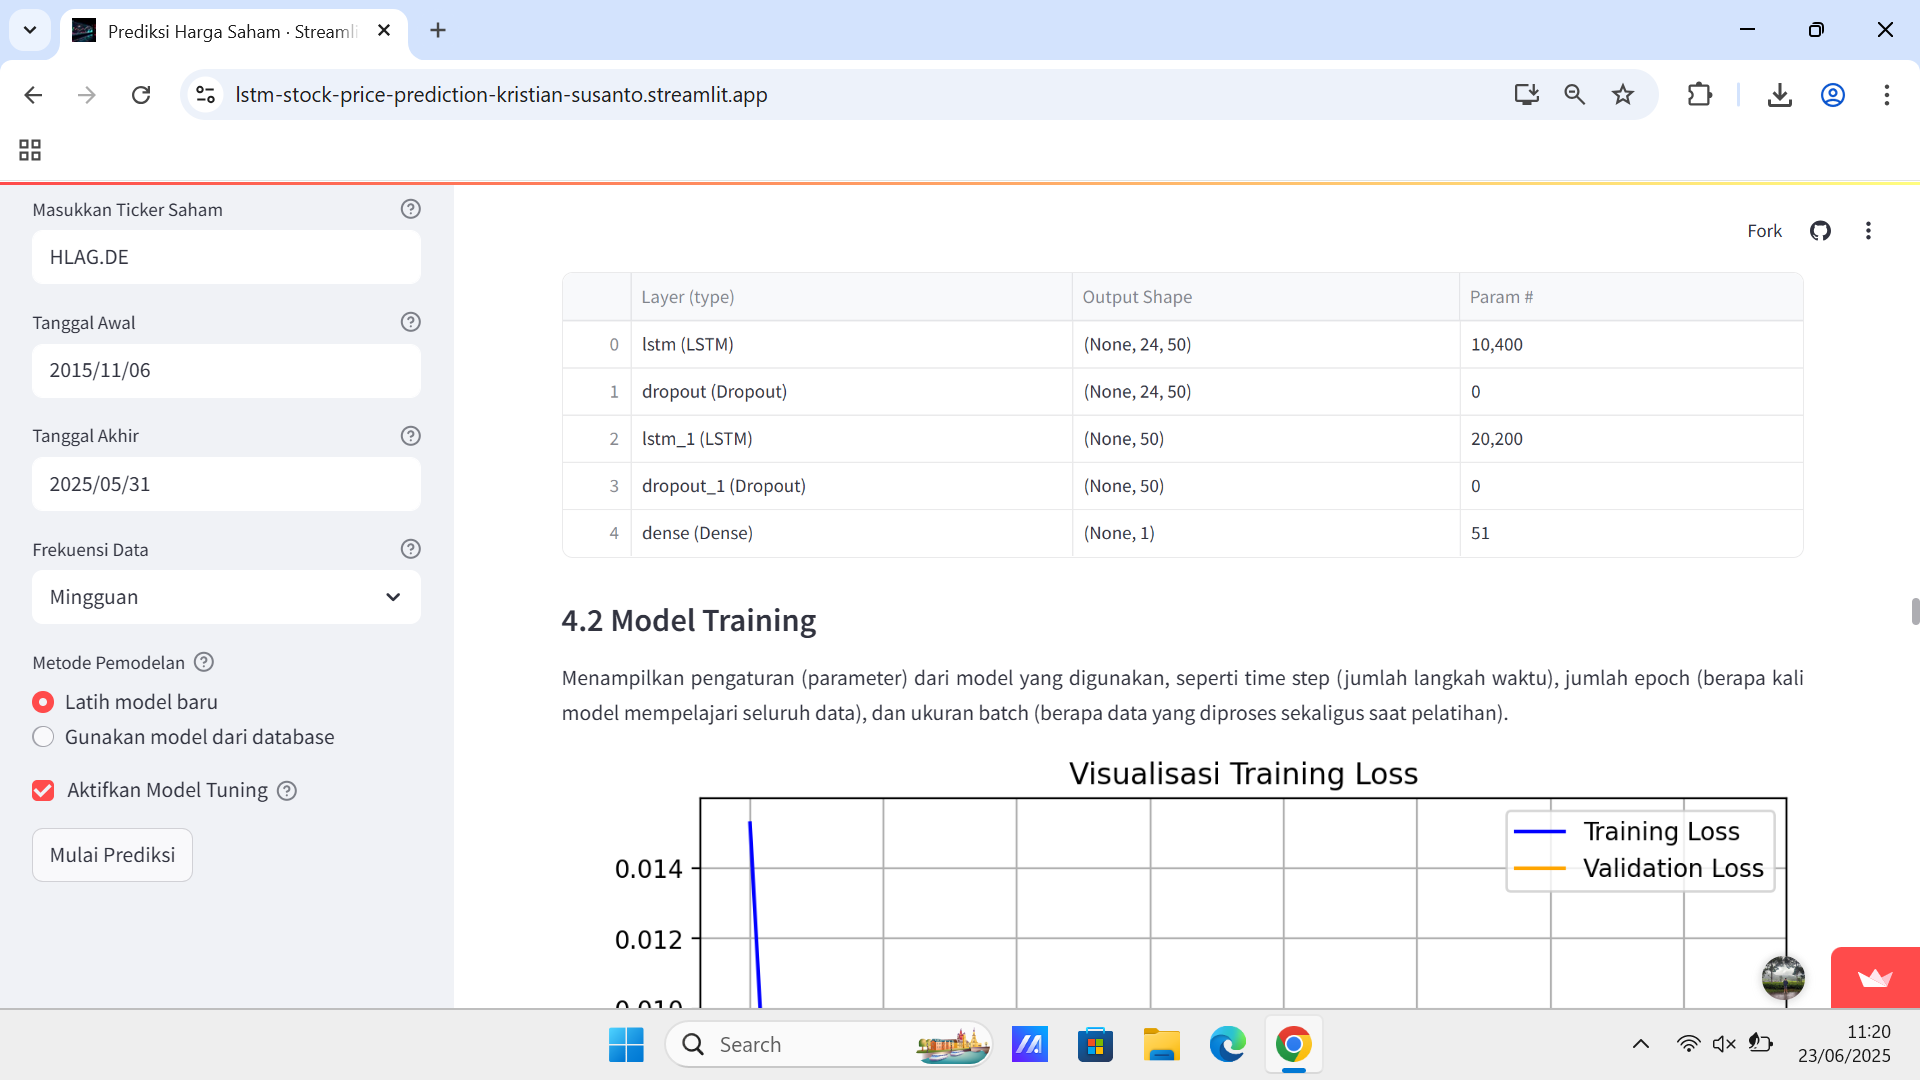 Prediksi Harga Saham · Streamli
lstm-stock-price-prediction-kristian-susanto.streamlit.app
Masukkan Ticker Saham
HLAG.DE
Tanggal Awal
2015/11/06
Tanggal Akhir
2025/05/31
Frekuensi Data
Mingguan
Metode Pemodelan
Latih model baru
Gunakan model dari database
Aktifkan Model Tuning
Mulai Prediksi
Fork
Layer (type) Output Shape Param #
0 lstm (LSTM) (None, 24, 50) 10,400
1 dropout (Dropout) (None, 24, 50) 0
2 lstm_1 (LSTM) (None, 50) 20,200
3 dropout_1 (Dropout) (None, 50) 0
4 dense (Dense) (None, 1) 51
4.2 Model Training
Menampilkan pengaturan (parameter) dari model yang digunakan, seperti time step (jumlah langkah waktu), jumlah epoch (berapa kali
model mempelajari seluruh data), dan ukuran batch (berapa data yang diproses sekaligus saat pelatihan).
Visualisasi Training Loss
Training Loss
Validation Loss
0.014
0.012
0.010
Search
11:20
23/06/2025